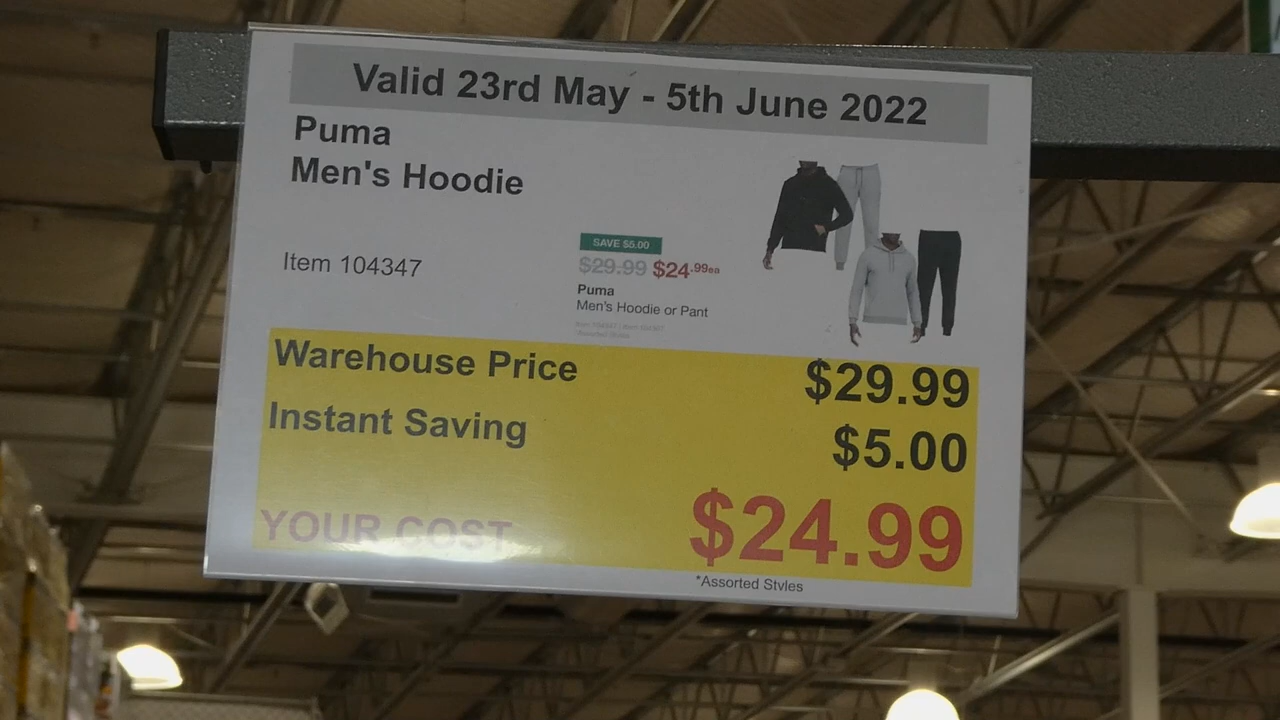 Valid 23rd May - 5th June 2022
Puma
Men's Hoodie
Item 104347
SAVE $5.00
$29.99 $24.99ea
Puma
Men's Hoodie or Pant
Warehouse Price $29.99
Instant Saving $5.00
YOUR COST $24.99
*Assorted Styles